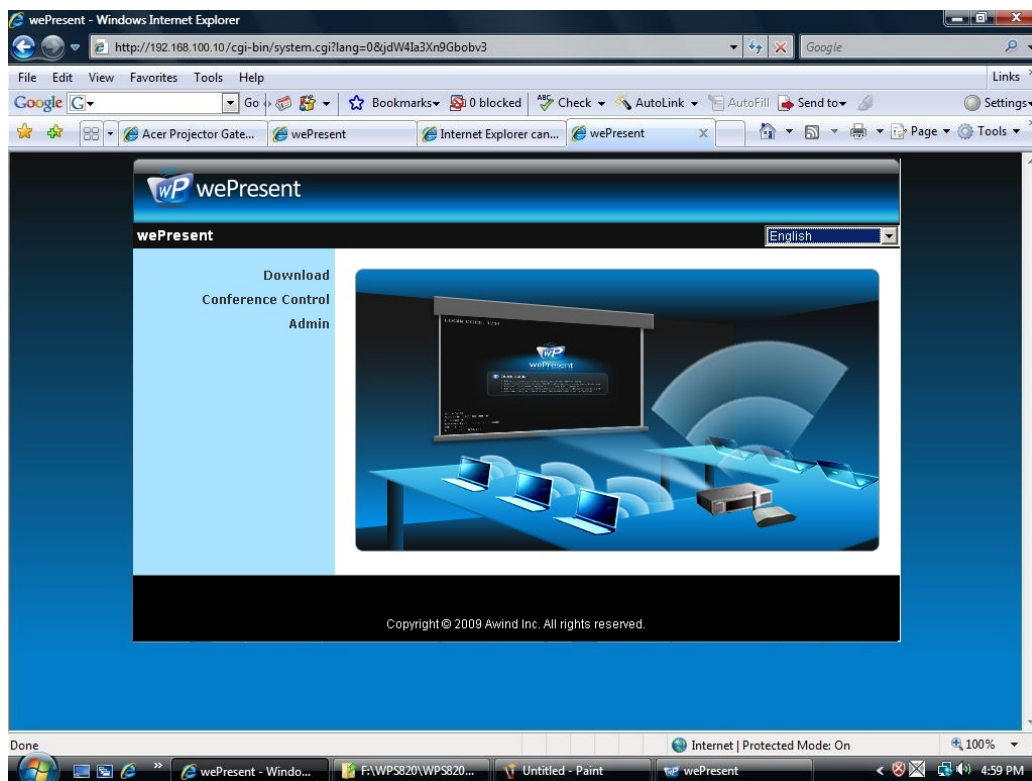 wePresent - Windows Internet Explorer
http://192.168.100.10/cgi-bin/system.cgi?lang=0&jdW4Ia3Xn9Gbobv3
Google
File Edit View Favorites Tools Help
Links
Google G
Go
Bookmarks
0 blocked
ABC Check
AutoLink
AutoFill
Send to
Settings
Acer Projector Gate...
wePresent
Internet Explorer can...
wePresent
X
Page
Tools
wP wePresent
wePresent
English
Download
Conference Control
Admin
wP
wePresent
Copyright © 2009 Awind Inc. All rights reserved.
Done
Internet | Protected Mode: On
100%
wePresent - Windo...
F:\WPS820\WPS820...
Untitled - Paint
wePresent
4:59 PM